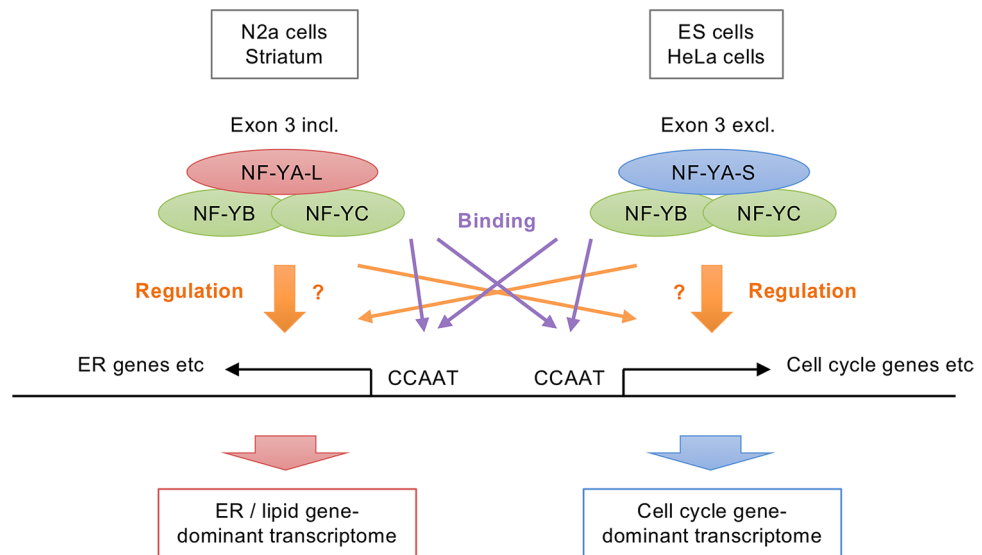 N2a cells
Striatum
ES cells
HeLa cells
Exon 3 incl.
Exon 3 excl.
NF-YA-L
NF-YA-S
NF-YB
NF-YC
NF-YB
NF-YC
Binding
Regulation
?
?
Regulation
ER genes etc
CCAAT
CCAAT
Cell cycle genes etc
ER / lipid gene-
dominant transcriptome
Cell cycle gene-
dominant transcriptome